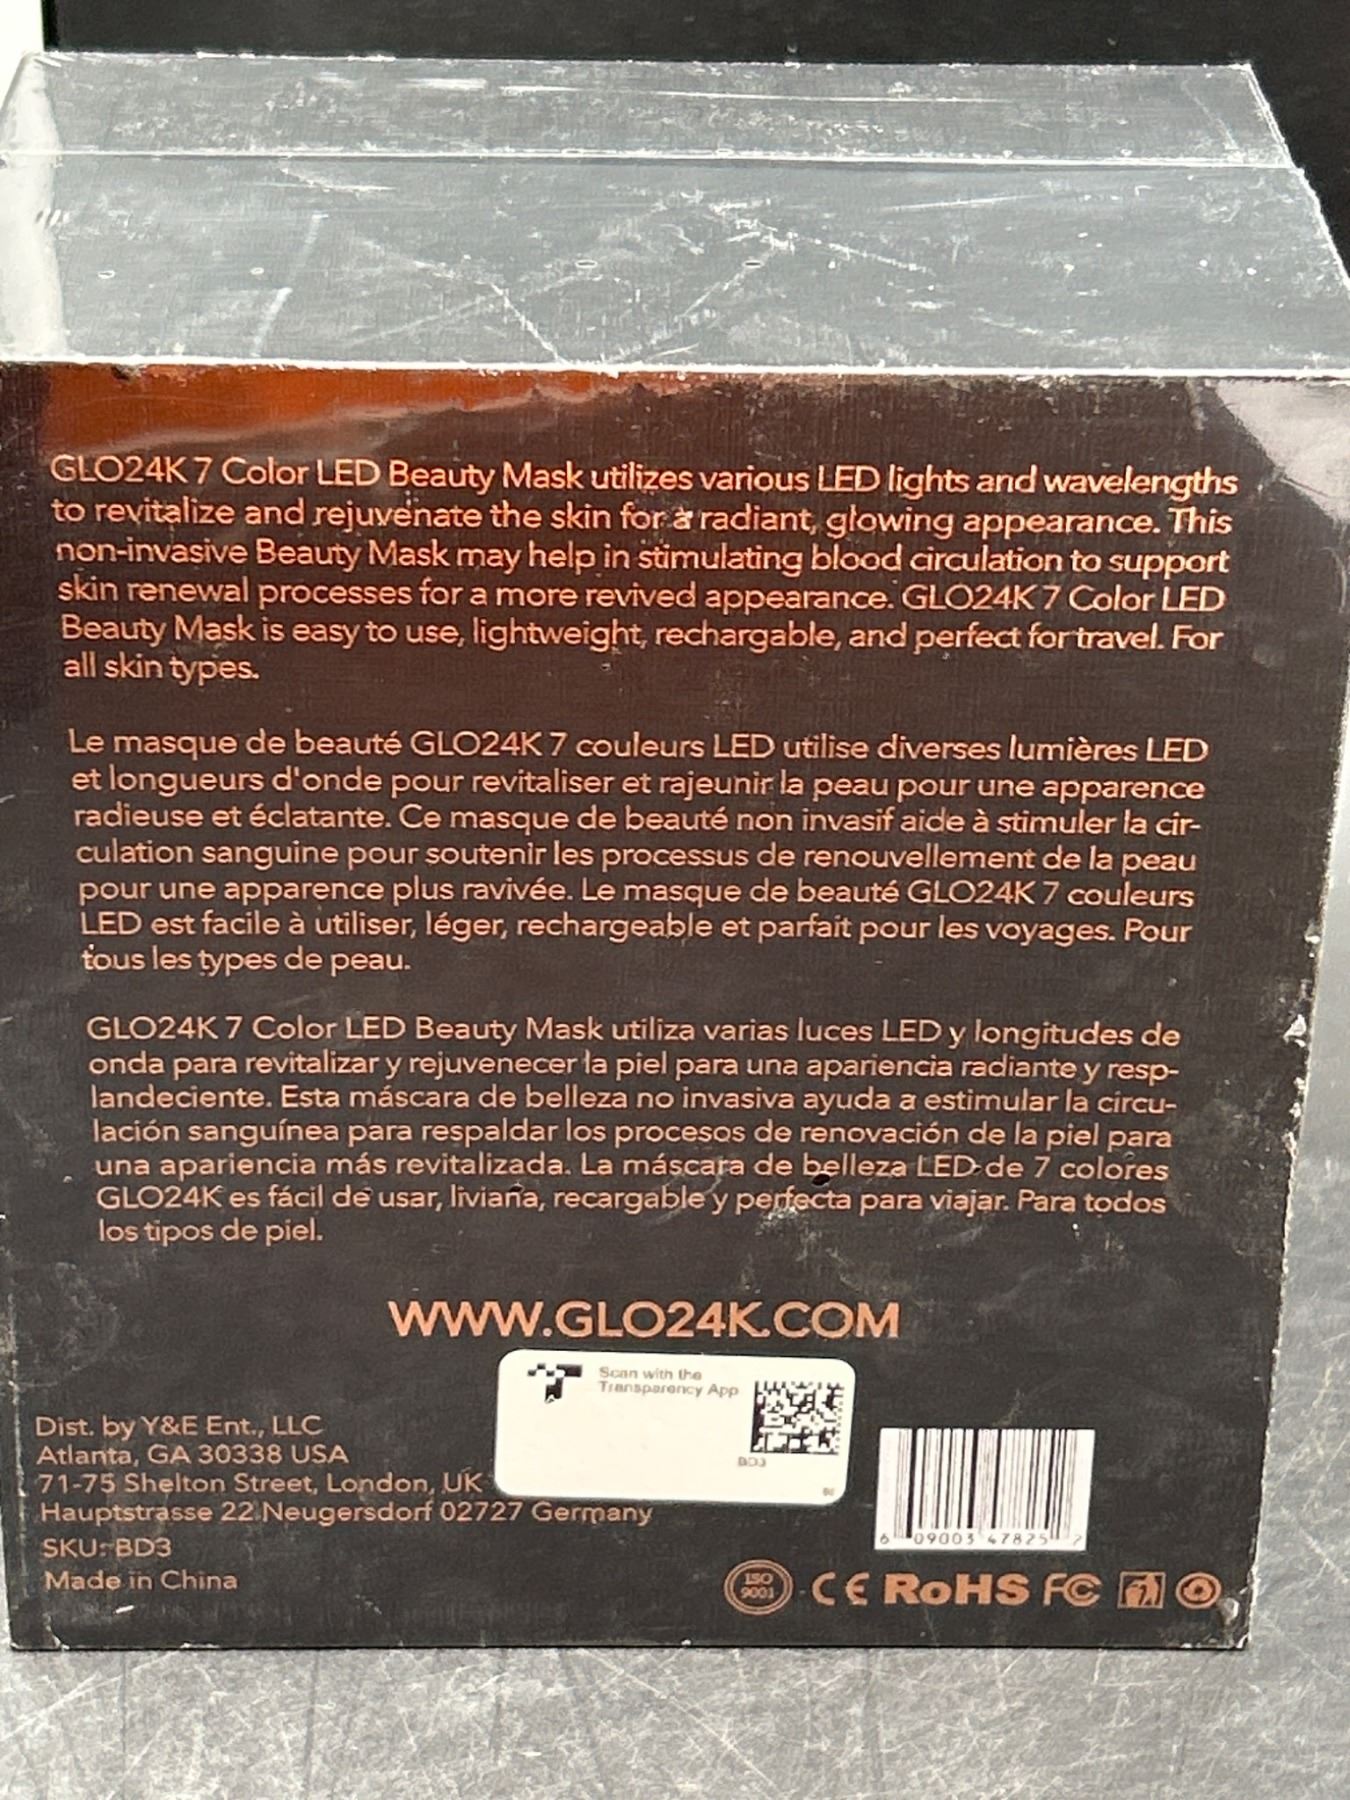 GLO24K 7 Color LED Beauty Mask utilizes various LED lights and wavelengths
to revitalize and rejuvenate the skin for a radiant, glowing appearance. This
non-invasive Beauty Mask may help in stimulating blood circulation to support
skin renewal processes for a more revived appearance. GLO24K 7 Color LED
Beauty Mask is easy to use, lightweight, rechargable, and perfect for travel. For
all skin types.
Le masque de beauté GLO24K 7 couleurs LED utilise diverses lumières LED
et longueurs d'onde pour revitaliser et rajeunir la peau pour une apparence
radieuse et éclatante. Ce masque de beauté non invasif aide à stimuler la cir-
culation sanguine pour soutenir les processus de renouvellement de la peau
pour une apparence plus ravivée. Le masque de beauté GLO24K 7 couleurs
LED est facile à utiliser, léger, rechargeable et parfait pour les voyages. Pour
tous les types de peau.
GLO24K 7 Color LED Beauty Mask utiliza varias luces LED y longitudes de
onda para revitalizar y rejuvenecer la piel para una apariencia radiante y resp-
landeciente. Esta máscara de belleza no invasiva ayuda a estimular la circu-
lación sanguínea para respaldar los procesos de renovación de la piel para
una apariencia más revitalizada. La máscara de belleza LED de 7 colores
GLO24K es fácil de usar, liviana, recargable y perfecta para viajar. Para todos
los tipos de piel.
WWW.GLO24K.COM
Scan with the
Transparency App
BD3
Dist. by Y&E Ent., LLC
Atlanta, GA 30338 USA
71-75 Shelton Street, London, UK
Hauptstrasse 22 Neugersdorf 02727 Germany
SKU: BD3
Made in China
6 09003 47825 2
ISO
9001
CE RoHS FC